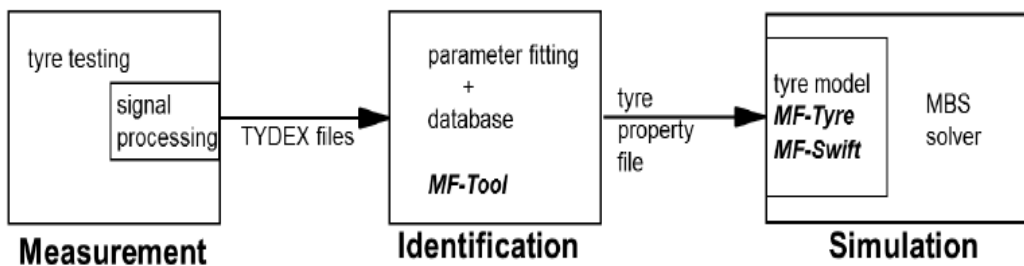 tyre testing
signal
processing
TYDEX files
Measurement
parameter fitting
+
database
MF-Tool
Identification
tyre
property
file
tyre model
MF-Tyre
MF-Swift
MBS
solver
Simulation